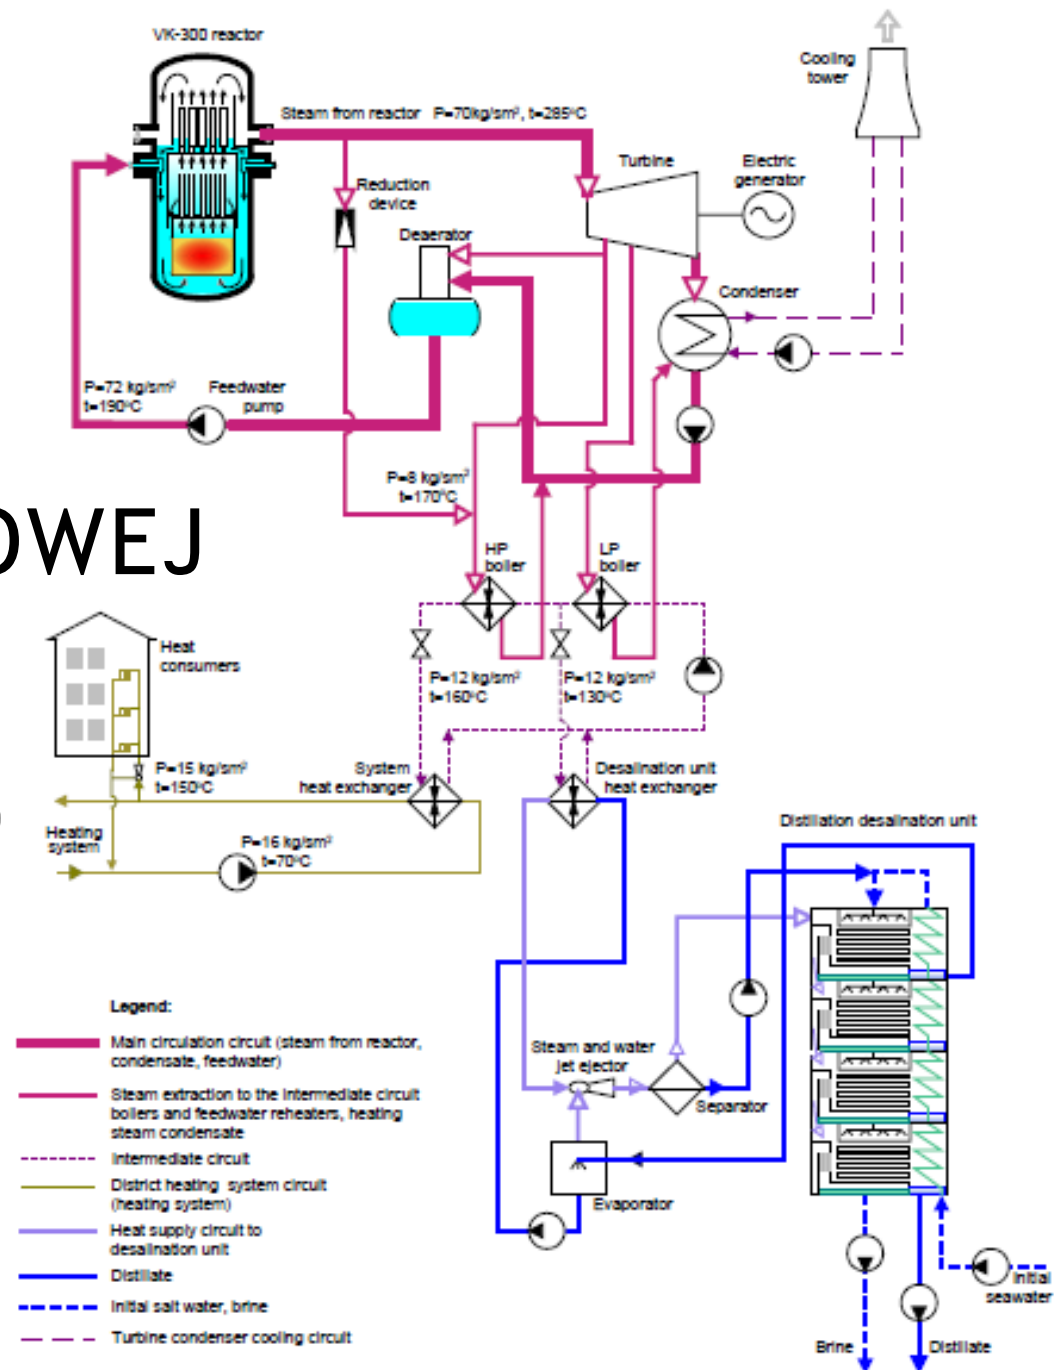 VK-300 reactor
Cooling
tower
Steam from reactor P=70kg/sm², t=285°C
Turbine
Electric
generator
Reduction
device
Deaerator
Condenser
P=72 kg/sm²
t=190°C
Feedwater
pump
P=8 kg/sm²
t=170°C
OWEJ
HP
boiler
LP
boiler
Heat
consumers
P=12 kg/sm²
t=160°C
P=12 kg/sm²
t=130°C
P=15 kg/sm²
t=150°C
System
heat exchanger
Desalination unit
heat exchanger
Heating
system
P=16 kg/sm²
t=70°C
Distillation desalination unit
Legend:
Main circulation circuit (steam from reactor,
condensate, feedwater)
Steam extraction to the intermediate circuit
boilers and feedwater reheaters, heating
steam condensate
Intermediate circuit
District heating system circuit
(heating system)
Heat supply circuit to
desalination unit
Distillate
Initial salt water, brine
Turbine condenser cooling circuit
Steam and water
jet ejector
Separator
Evaporator
Initial
seawater
Brine
Distillate